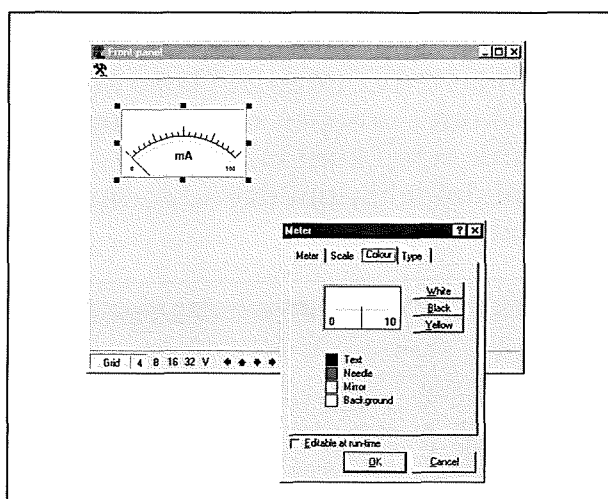 Front panel
mA
0 100
Meter
Meter Scale Colour Type
White
Black
Yellow
0 10
Text
Needle
Mirror
Background
Grid 4 8 16 32 V
Editable at run-time
OK Cancel